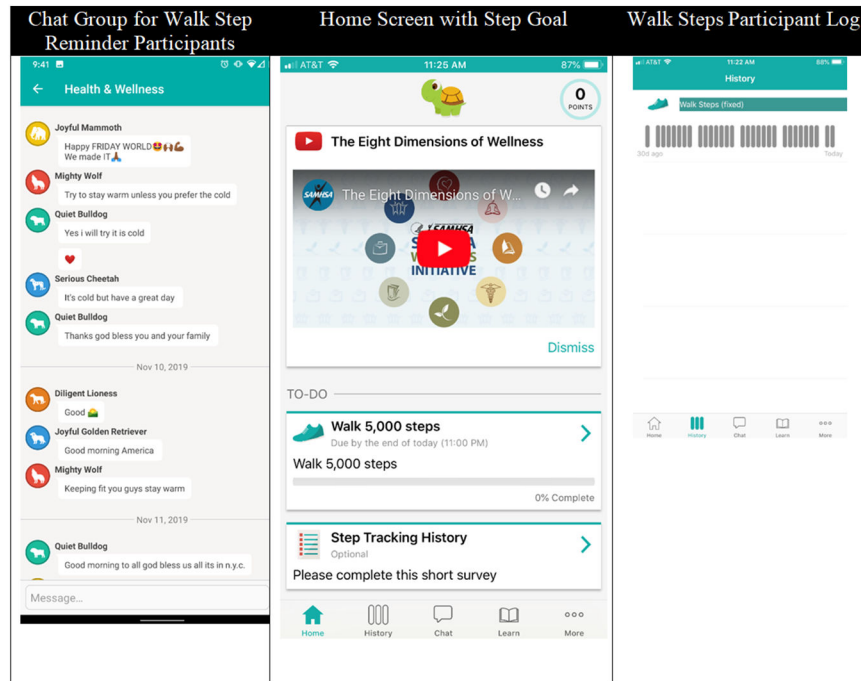 Chat Group for Walk Step
Reminder Participants
9:41
Health & Wellness
Joyful Mammoth
Happy FRIDAY WORLD
We made IT
Mighty Wolf
Try to stay warm unless you prefer the cold
Quiet Bulldog
Yes i will try it is cold
Serious Cheetah
It's cold but have a great day
Quiet Bulldog
Thanks god bless you and your family
Nov 10, 2019
Diligent Lioness
Good
Joyful Golden Retriever
Good morning America
Mighty Wolf
Keeping fit you guys stay warm
Nov 11, 2019
Quiet Bulldog
Good morning to all god bless us all its in n.y.c.
Message...
Home Screen with Step Goal
AT&T 11:25 AM 87%
0
POINTS
The Eight Dimensions of Wellness
SAMHSA The Eight Dimensions of W...
SAMHSA
INITIATIVE
Dismiss
TO-DO
Walk 5,000 steps
Due by the end of today (11:00 PM)
Walk 5,000 steps
0% Complete
Step Tracking History
Optional
Please complete this short survey
Home History Chat Learn More
Walk Steps Participant Log
AT&T 11:22 AM 88%
History
Walk Steps (fixed)
30d ago Today
Home History Chat Learn More